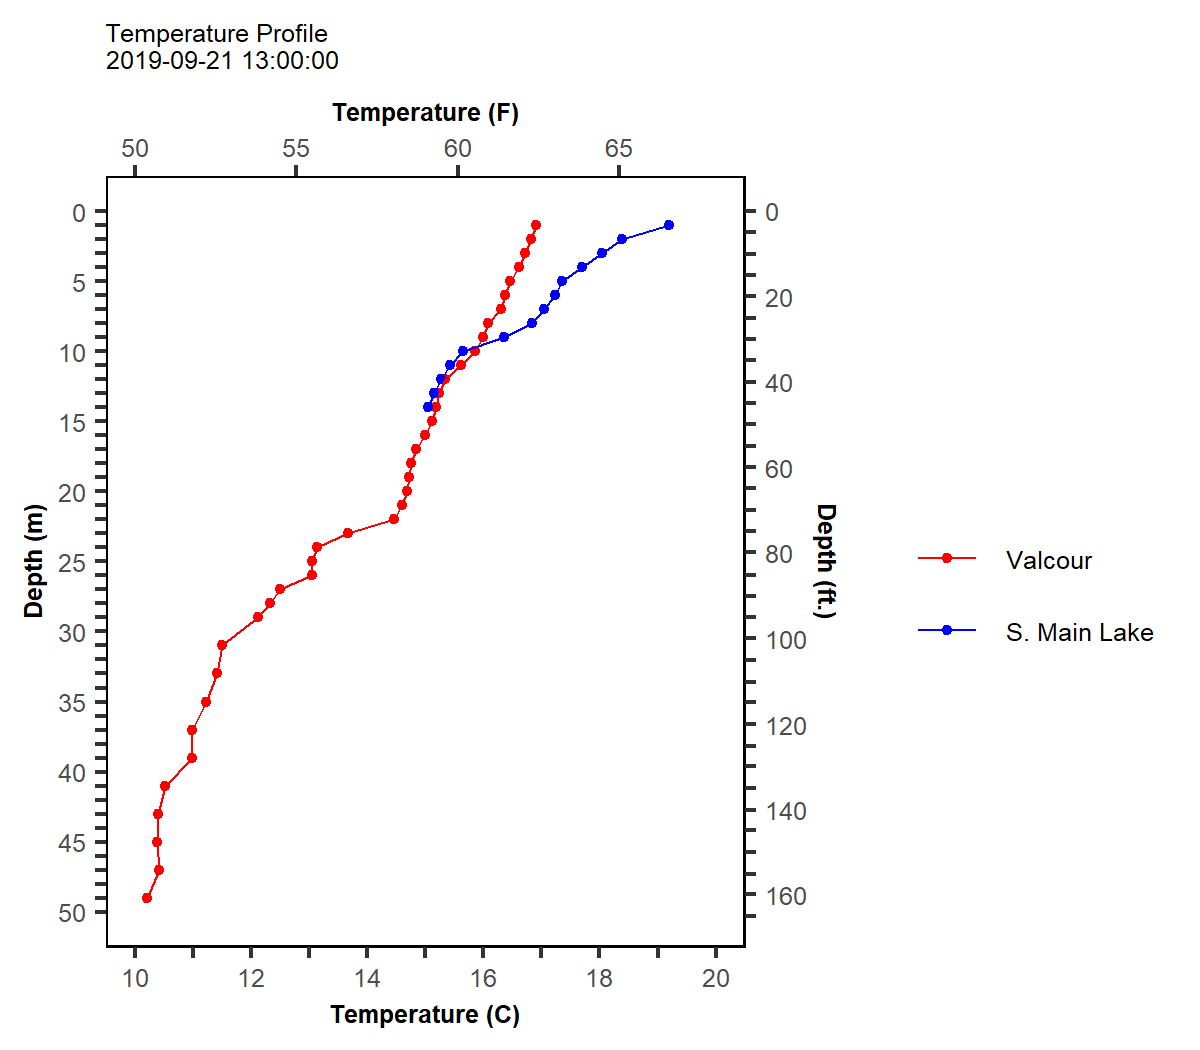 Temperature Profile
2019-09-21 13:00:00
Temperature (F)
50 55 60 65
0
5
10
15
20
25
30
35
40
45
50
Depth (m)
0
20
40
60
80
100
120
140
160
Depth (ft.)
Valcour
S. Main Lake
10 12 14 16 18 20
Temperature (C)